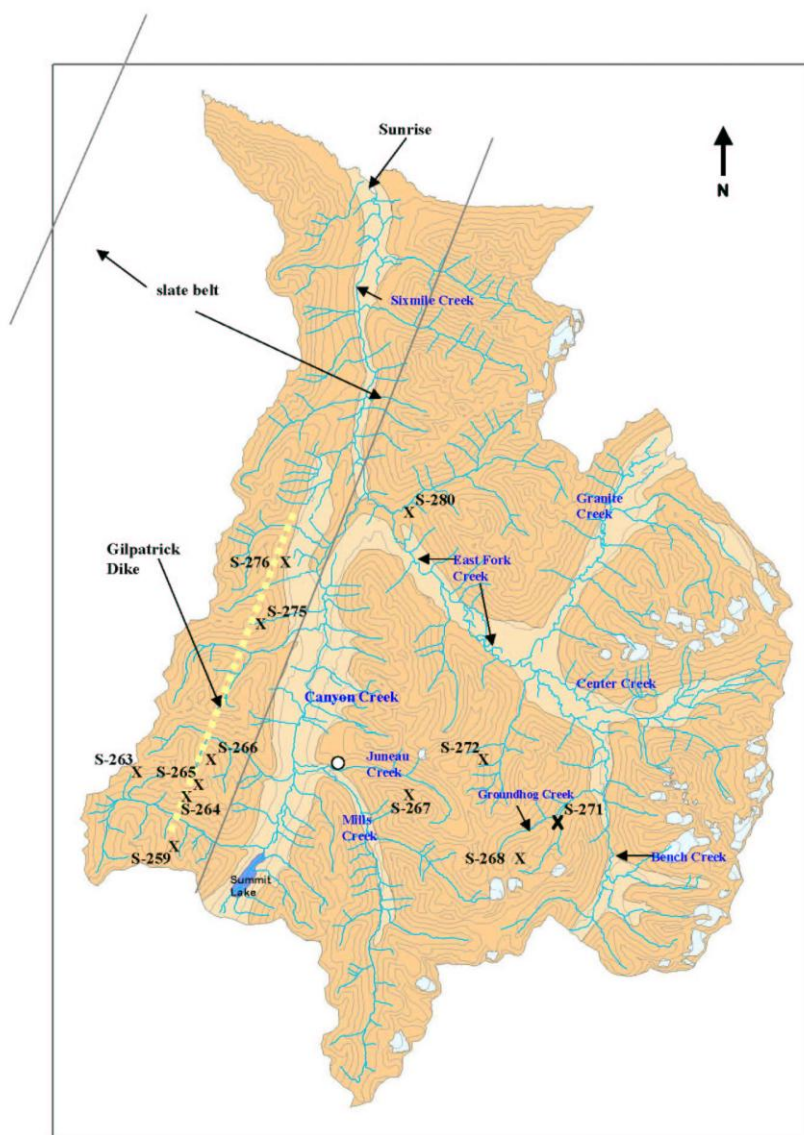 Sunrise
N
slate belt
Sixmile Creek
Granite
Creek
S-280
X
Gilpatrick
Dike
S-276
X
East Fork
Creek
S-275
X
Center Creek
Canyon Creek
S-263
X
S-266
X
S-265
X
Juneau
Creek
S-272
X
X
S-264
X
S-267
Groundhog Creek
S-271
X
Mills
Creek
S-259
X
S-268
X
Bench Creek
Summit
Lake